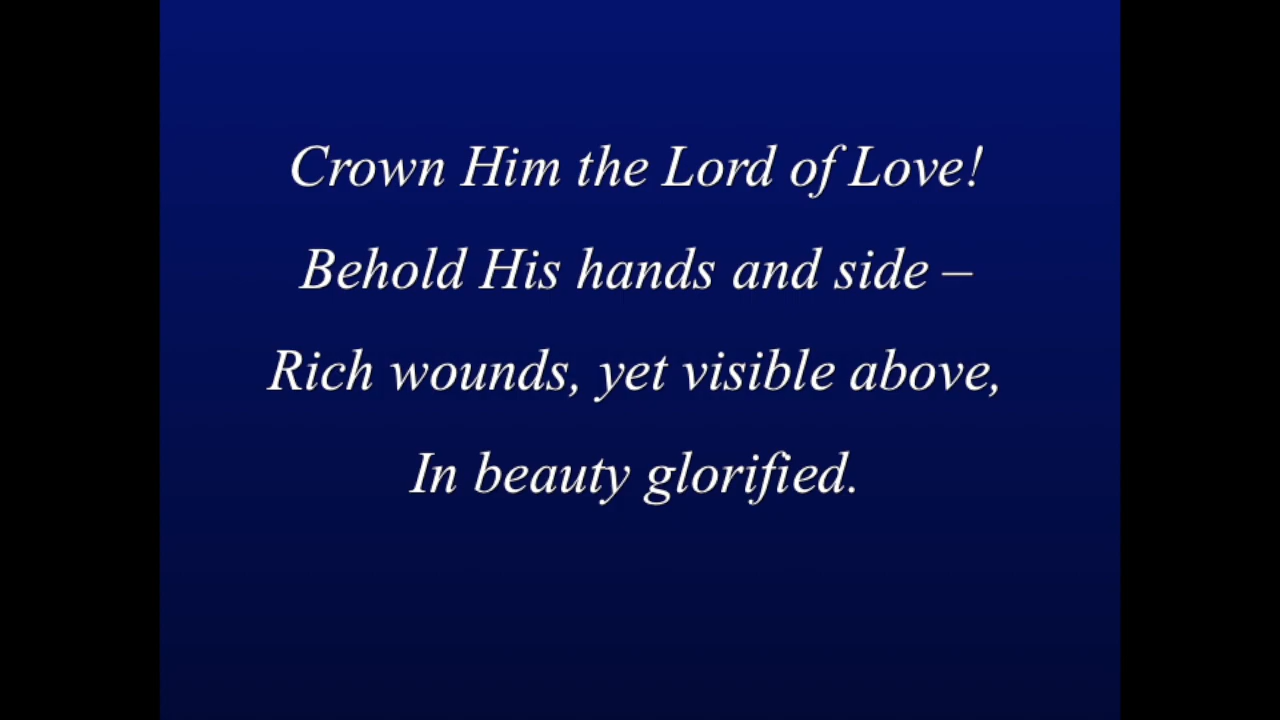 Crown Him the Lord of Love!
Behold His hands and side –
Rich wounds, yet visible above,
In beauty glorified.